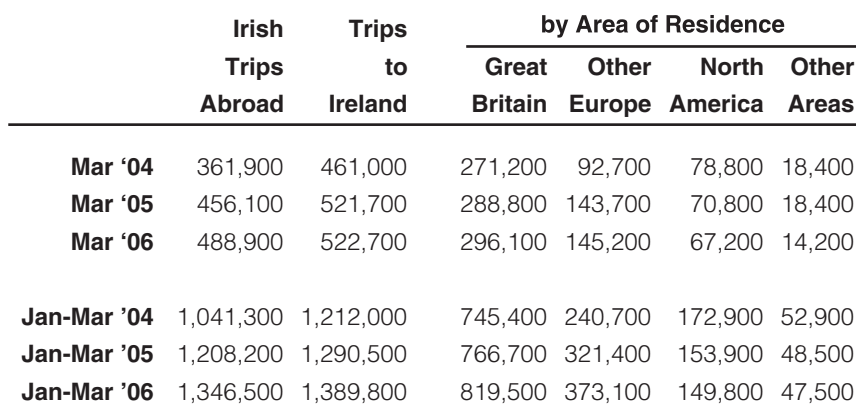 Irish Trips by Area of Residence
Trips to Great Other North Other
Abroad Ireland Britain Europe America Areas
Mar ‘04 361,900 461,000 271,200 92,700 78,800 18,400
Mar ‘05 456,100 521,700 288,800 143,700 70,800 18,400
Mar ‘06 488,900 522,700 296,100 145,200 67,200 14,200
Jan-Mar ‘04 1,041,300 1,212,000 745,400 240,700 172,900 52,900
Jan-Mar ‘05 1,208,200 1,290,500 766,700 321,400 153,900 48,500
Jan-Mar ‘06 1,346,500 1,389,800 819,500 373,100 149,800 47,500